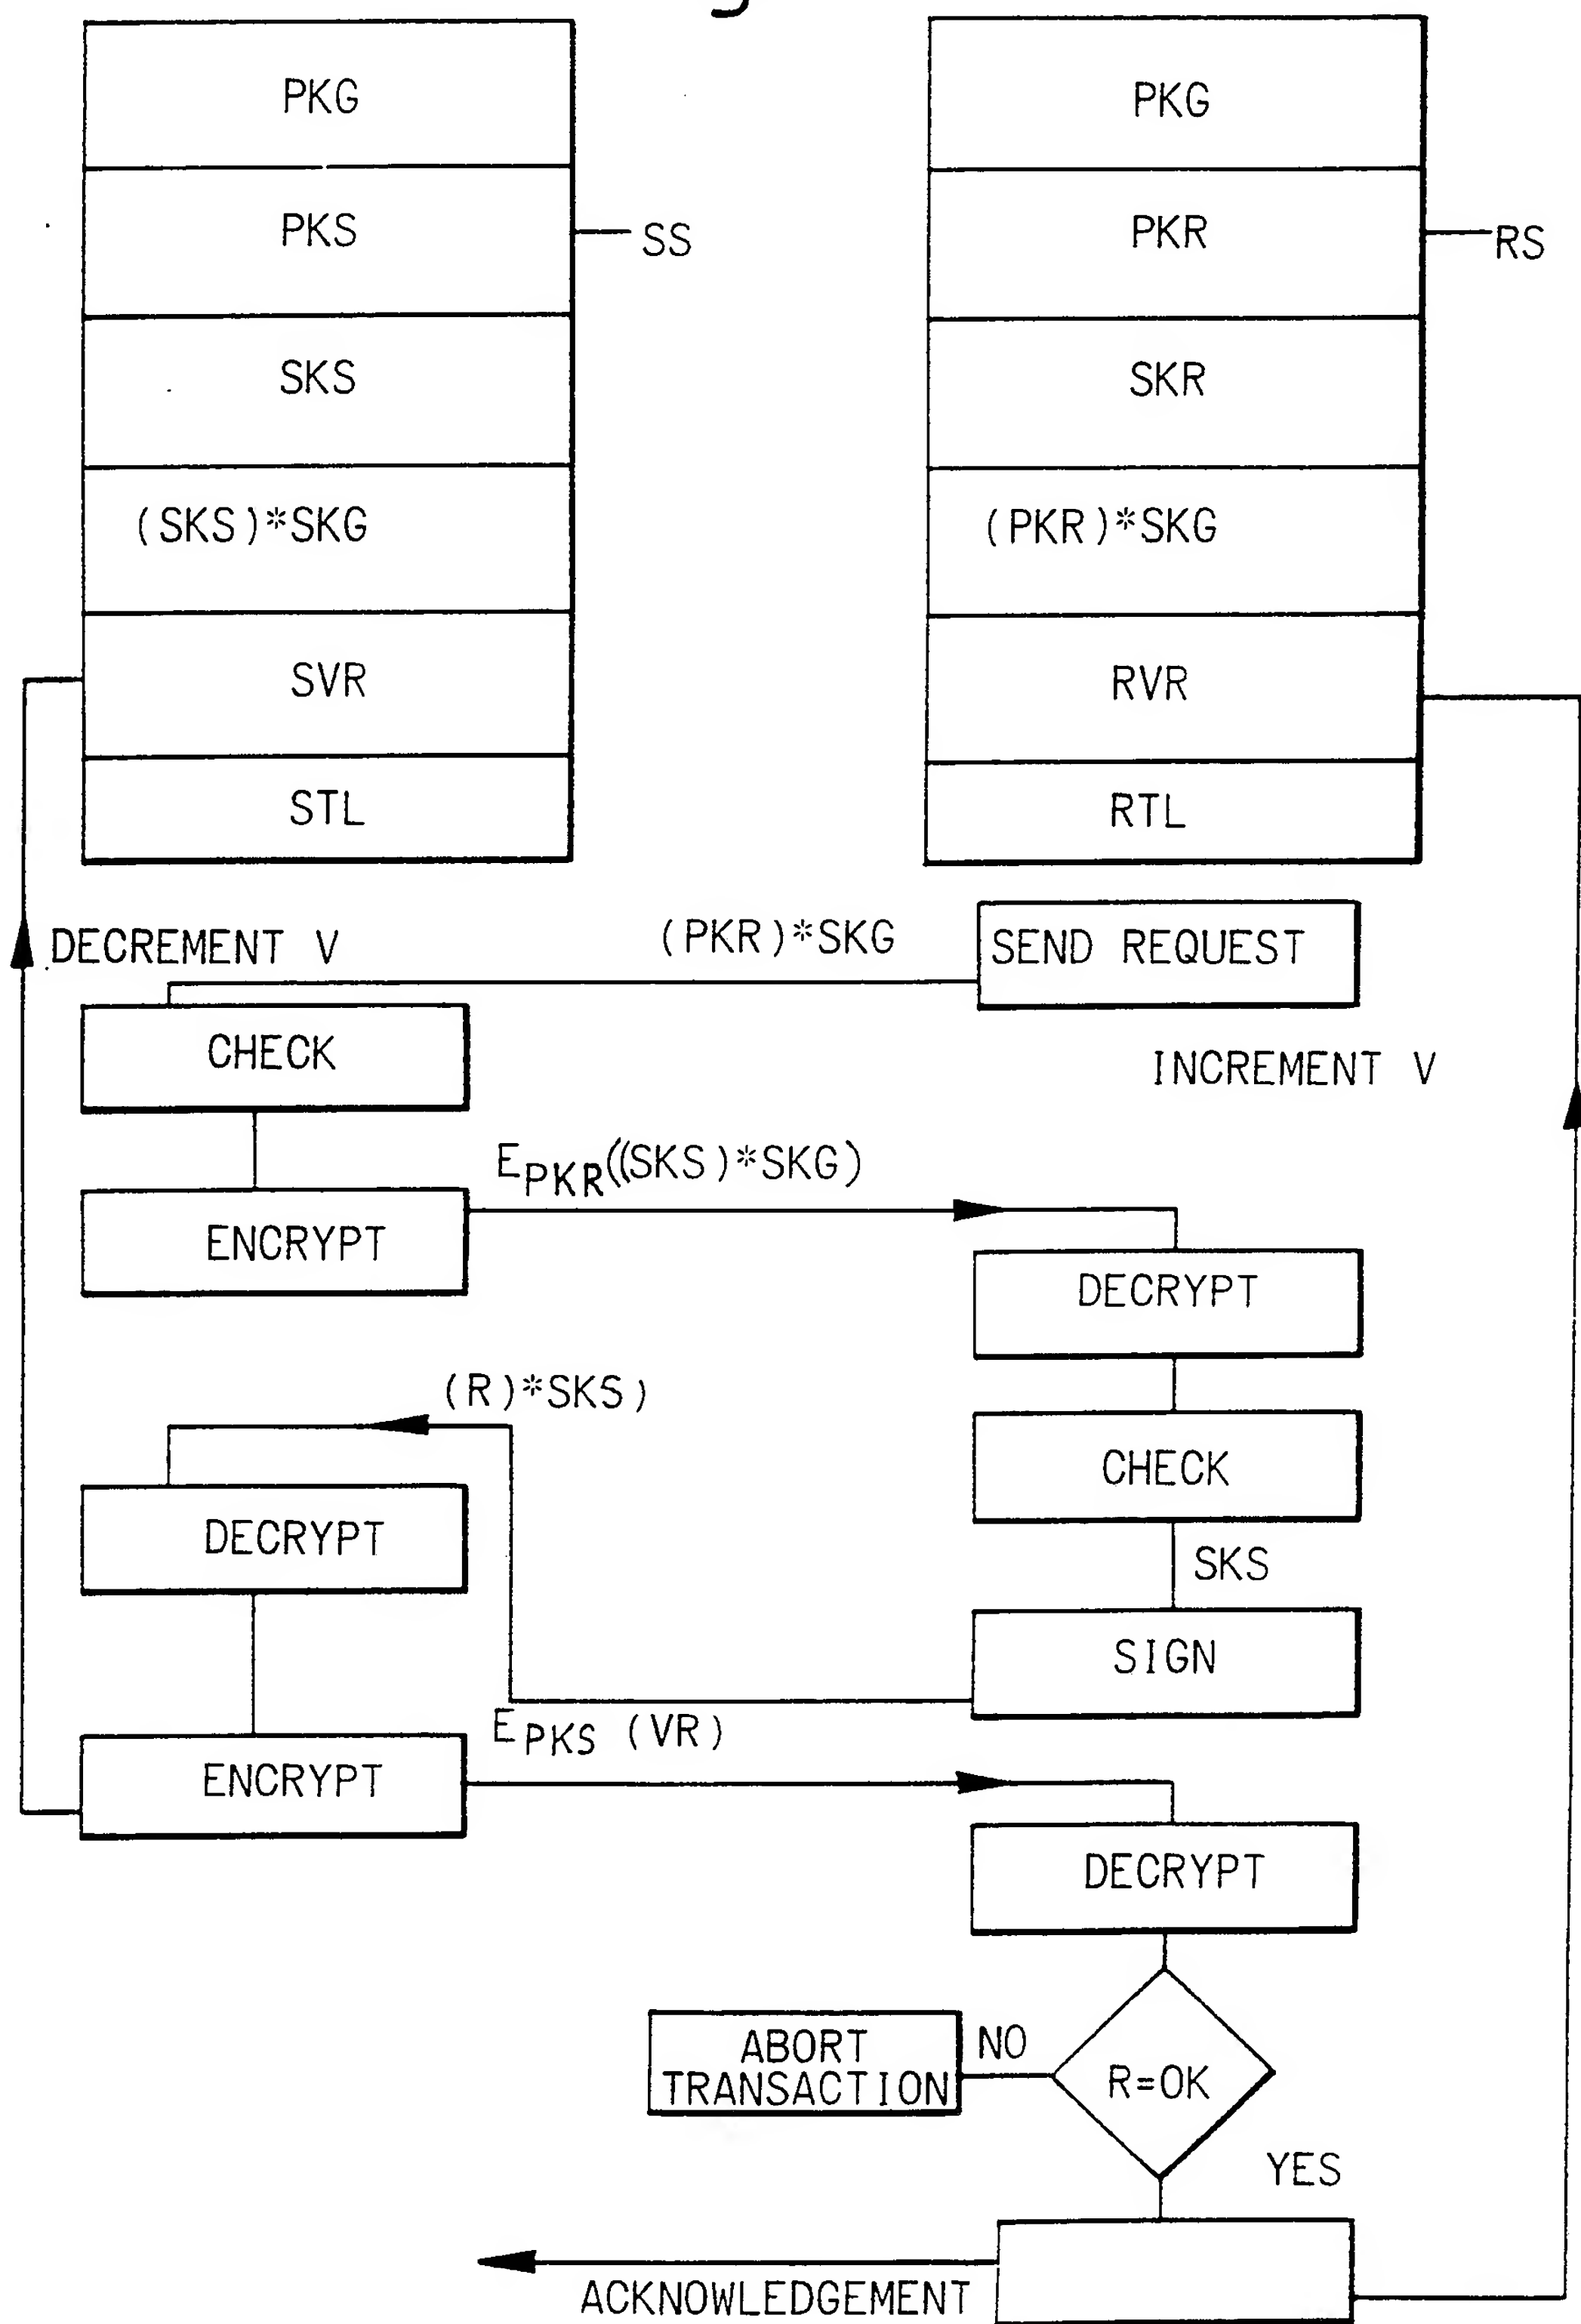 PKG
PKS
SS
SKS
(SKS)*SKG
SVR
STL
PKG
PKR
RS
SKR
(PKR)*SKG
RVR
RTL
DECREMENT V
(PKR)*SKG
SEND REQUEST
CHECK
INCREMENT V
EPKR((SKS)*SKG)
ENCRYPT
DECRYPT
(R)*SKS)
CHECK
DECRYPT
SKS
SIGN
EPKS (VR)
ENCRYPT
DECRYPT
ABORT
TRANSACTION
NO
R=OK
YES
ACKNOWLEDGEMENT